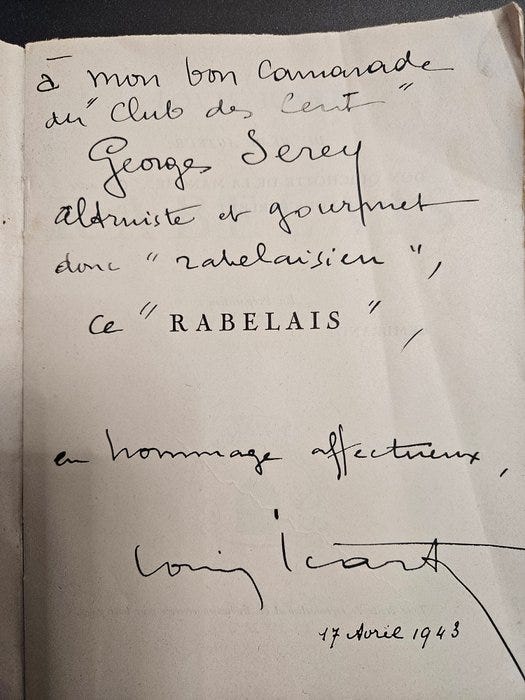 à mon bon camarade
du "Club des Cent"
Georges Serey
altruiste et gourmet
donc "rabelaisien",
ce "RABELAIS",
en hommage affectueux,
Louis Icart
17 Avril 1943